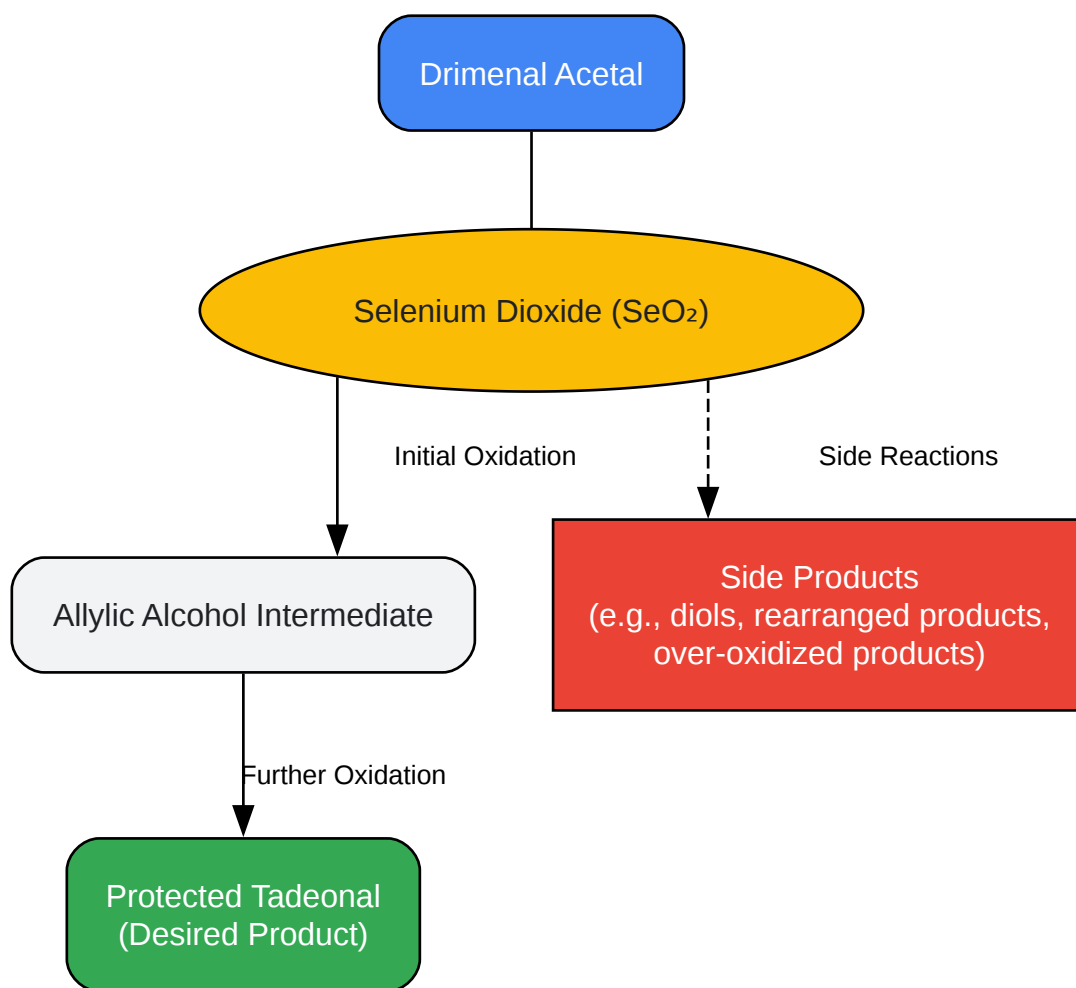 Drimenal Acetal
Selenium Dioxide (SeO₂)
Initial Oxidation
Side Reactions
Allylic Alcohol Intermediate
Side Products
(e.g., diols, rearranged products,
over-oxidized products)
Further Oxidation
Protected Tadeonal
(Desired Product)